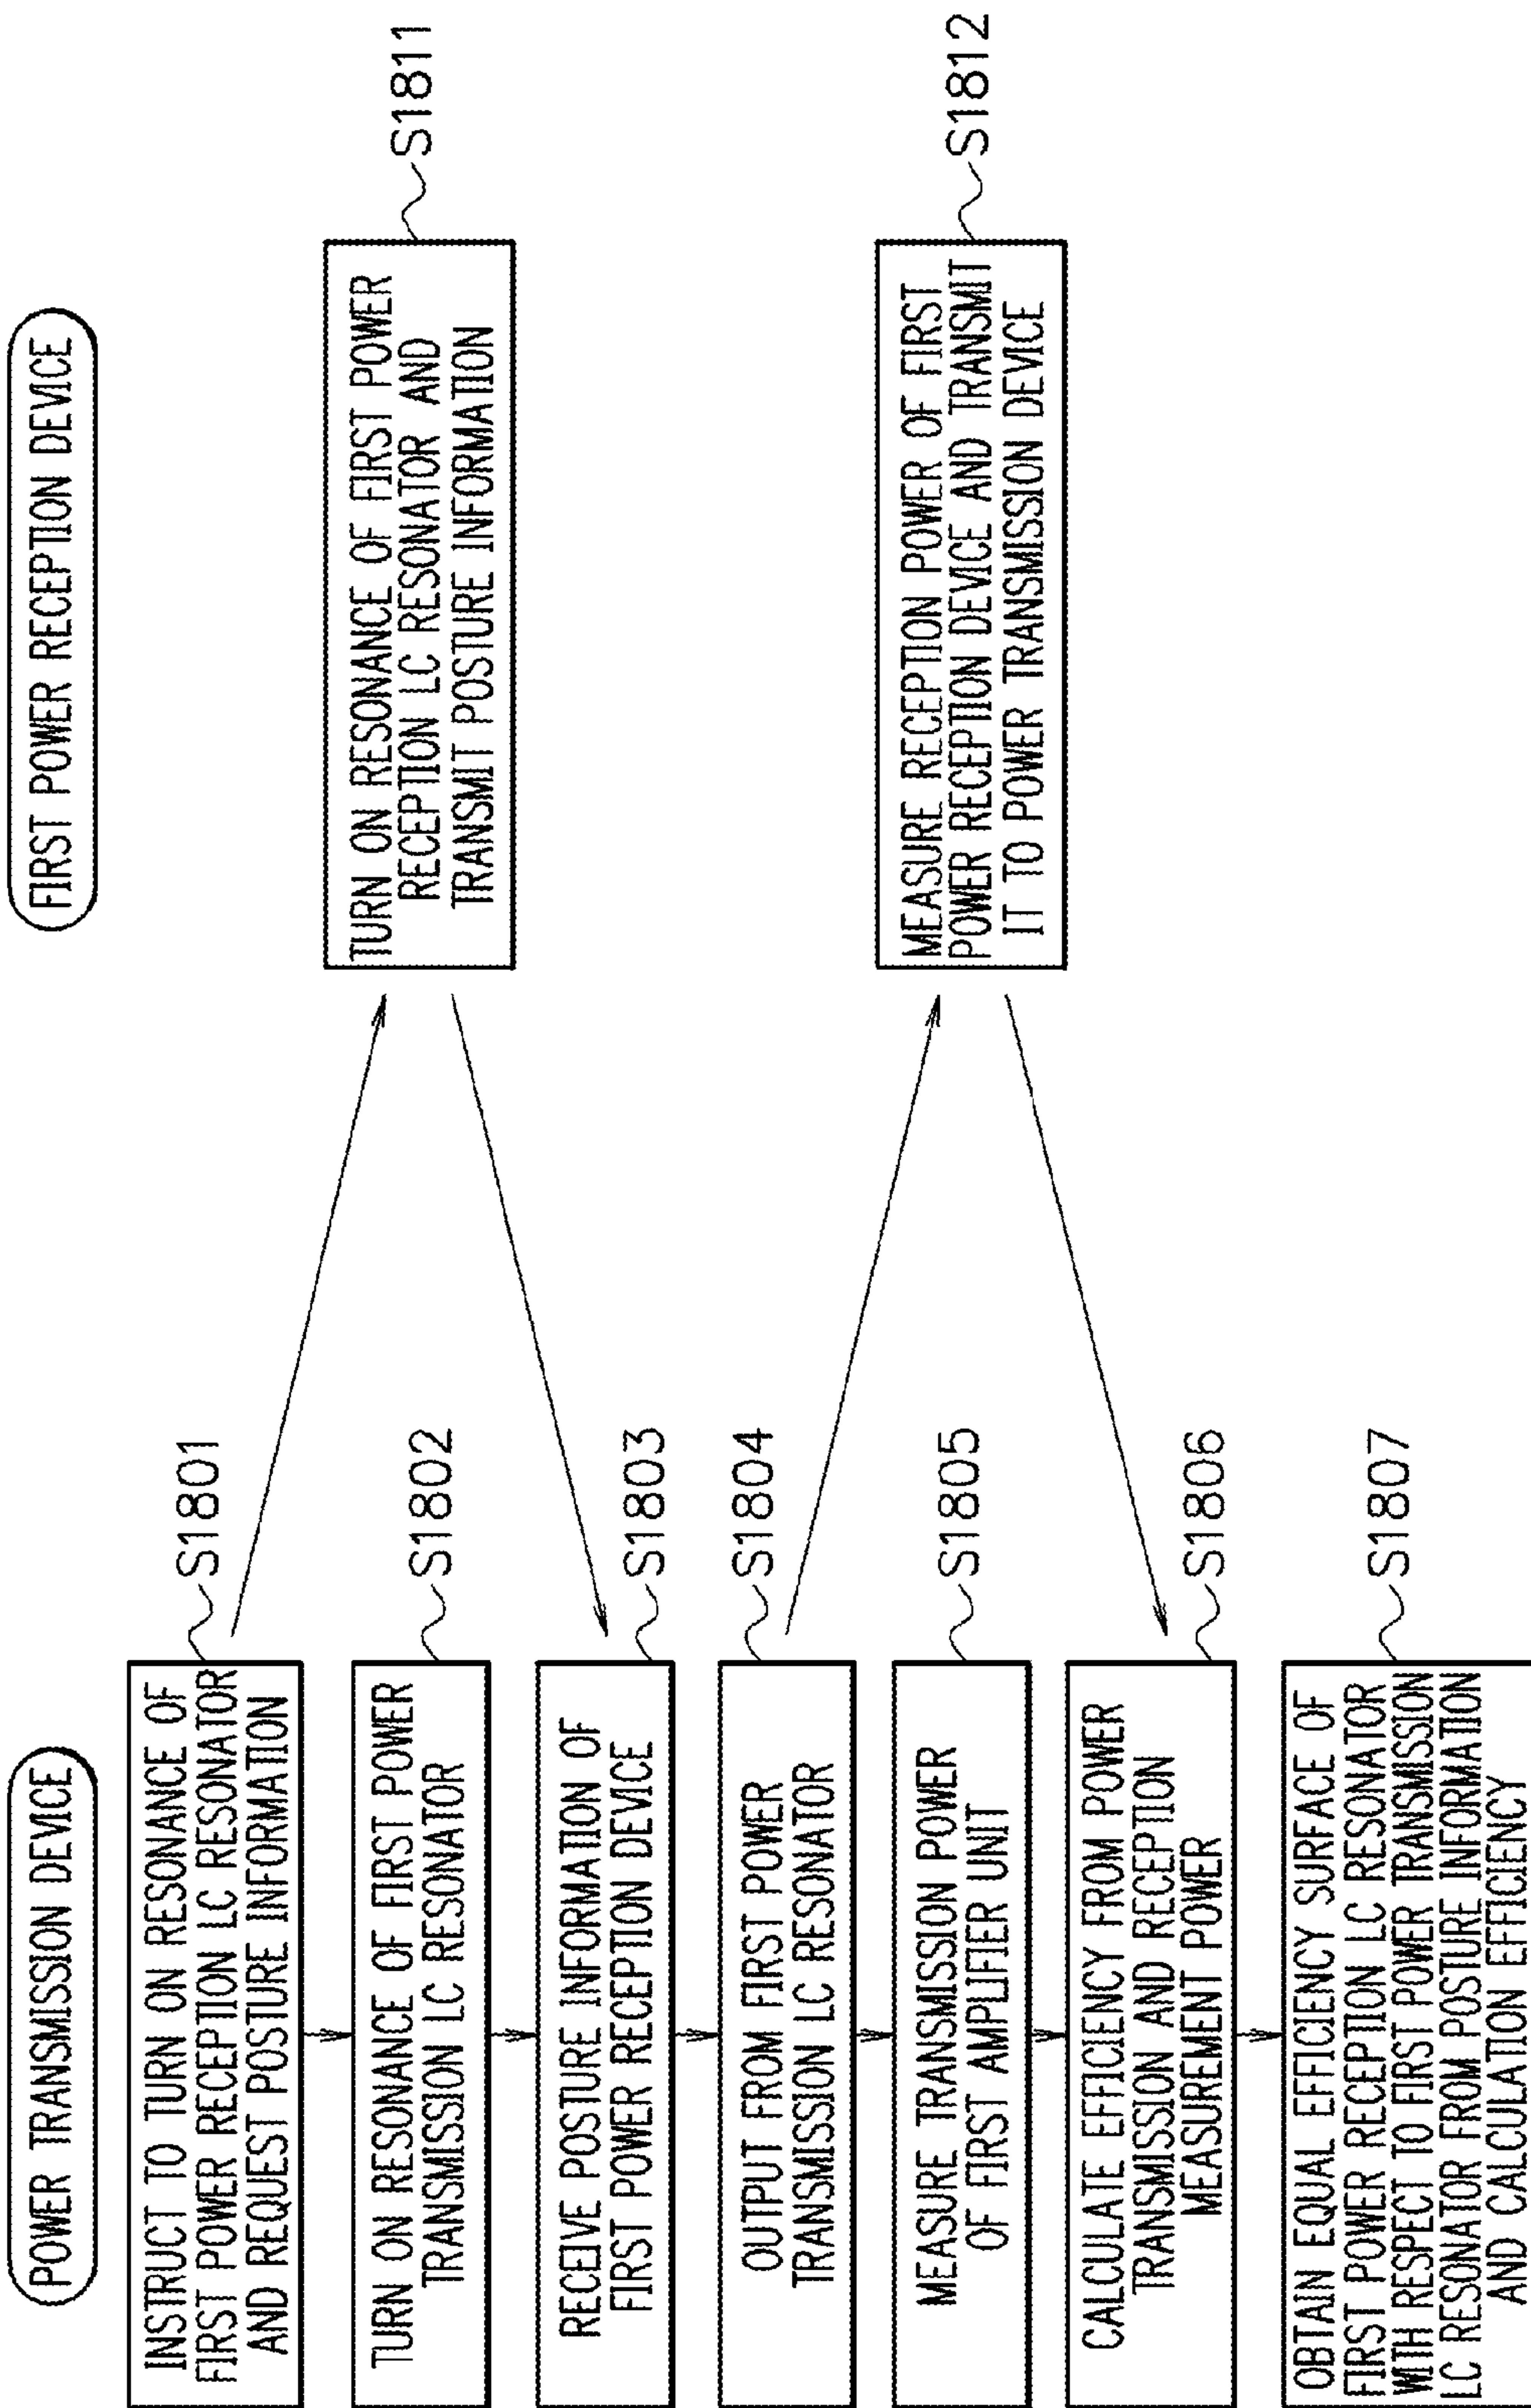 POWER TRANSMISSION DEVICE
FIRST POWER RECEPTION DEVICE
INSTRUCT TO TURN ON RESONANCE OF
FIRST POWER RECEPTION LC RESONATOR
AND REQUEST POSTURE INFORMATION
S1801
TURN ON RESONANCE OF FIRST POWER
TRANSMISSION LC RESONATOR
S1802
TURN ON RESONANCE OF FIRST POWER
RECEPTION LC RESONATOR AND
TRANSMIT POSTURE INFORMATION
S1811
RECEIVE POSTURE INFORMATION OF
FIRST POWER RECEPTION DEVICE
S1803
OUTPUT FROM FIRST POWER
TRANSMISSION LC RESONATOR
S1804
MEASURE TRANSMISSION POWER
OF FIRST AMPLIFIER UNIT
S1805
MEASURE RECEPTION POWER OF FIRST
POWER RECEPTION DEVICE AND TRANSMIT
IT TO POWER TRANSMISSION DEVICE
S1812
CALCULATE EFFICIENCY FROM POWER
TRANSMISSION AND RECEPTION
MEASUREMENT POWER
S1806
OBTAIN EQUAL EFFICIENCY SURFACE OF
FIRST POWER RECEPTION LC RESONATOR
WITH RESPECT TO FIRST POWER TRANSMISSION
LC RESONATOR FROM POSTURE INFORMATION
AND CALCULATION EFFICIENCY
S1807